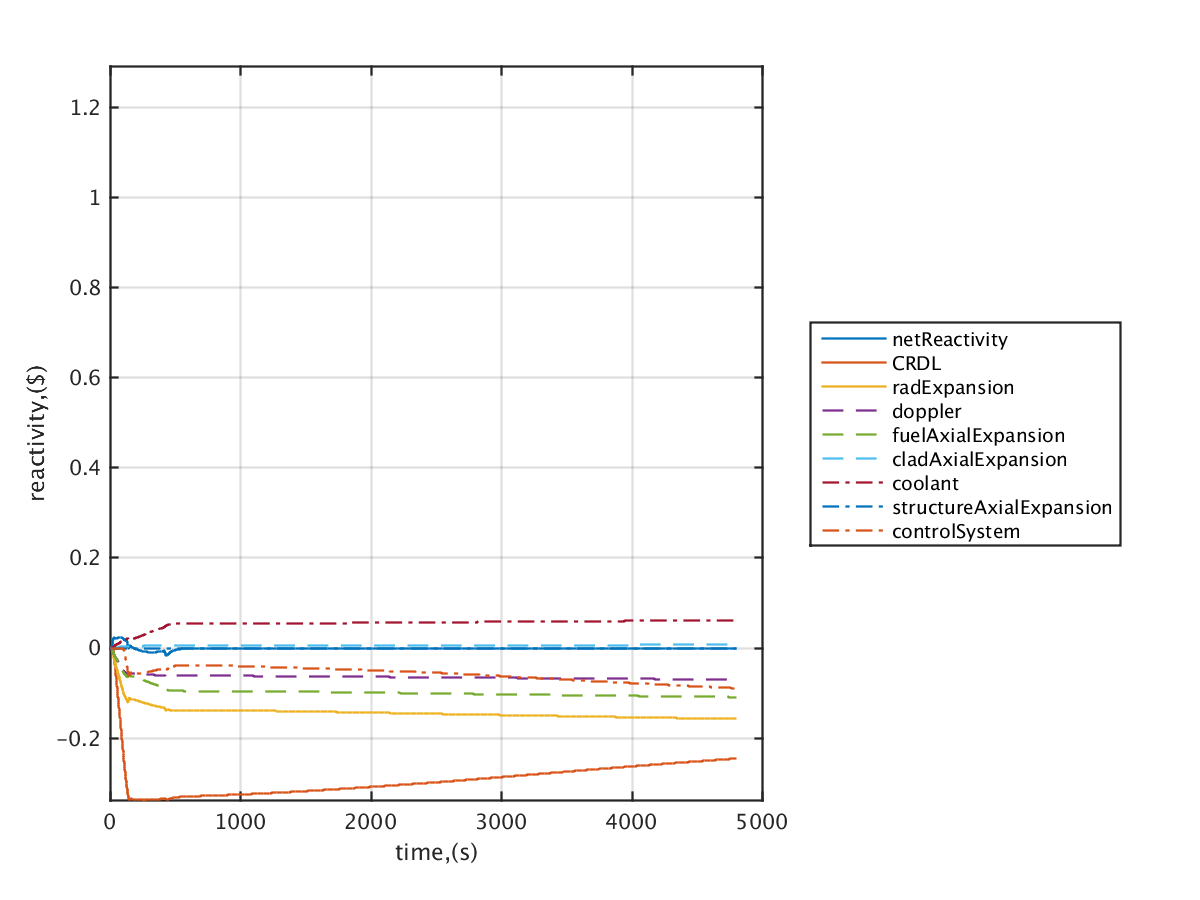 1.2
1
0.8
0.6
0.4
0.2
0
−0.2
reactivity,($)
0
1000
2000
3000
4000
5000
time,(s)
netReactivity
CRDL
radExpansion
doppler
fuelAxialExpansion
cladAxialExpansion
coolant
structureAxialExpansion
controlSystem